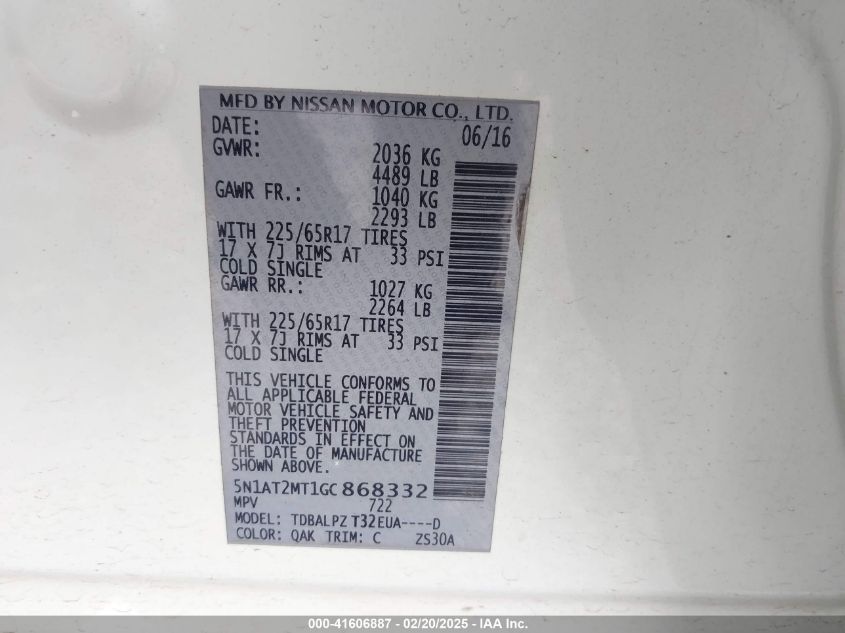 MFD BY NISSAN MOTOR CO., LTD.
DATE: 06/16
GVWR: 2036 KG
4489 LB
GAWR FR.: 1040 KG
2293 LB
WITH 225/65R17 TIRES
17 X 7J RIMS AT 33 PSI
COLD SINGLE
GAWR RR.: 1027 KG
2264 LB
WITH 225/65R17 TIRES
17 X 7J RIMS AT 33 PSI
COLD SINGLE
THIS VEHICLE CONFORMS TO
ALL APPLICABLE FEDERAL
MOTOR VEHICLE SAFETY AND
THEFT PREVENTION
STANDARDS IN EFFECT ON
THE DATE OF MANUFACTURE
SHOWN ABOVE.
5N1AT2MT1GC868332
MPV 722
MODEL: TDBALPZ T32EUA----D
COLOR: QAK TRIM: C ZS30A
000-41606887 - 02/20/2025 - IAA Inc.